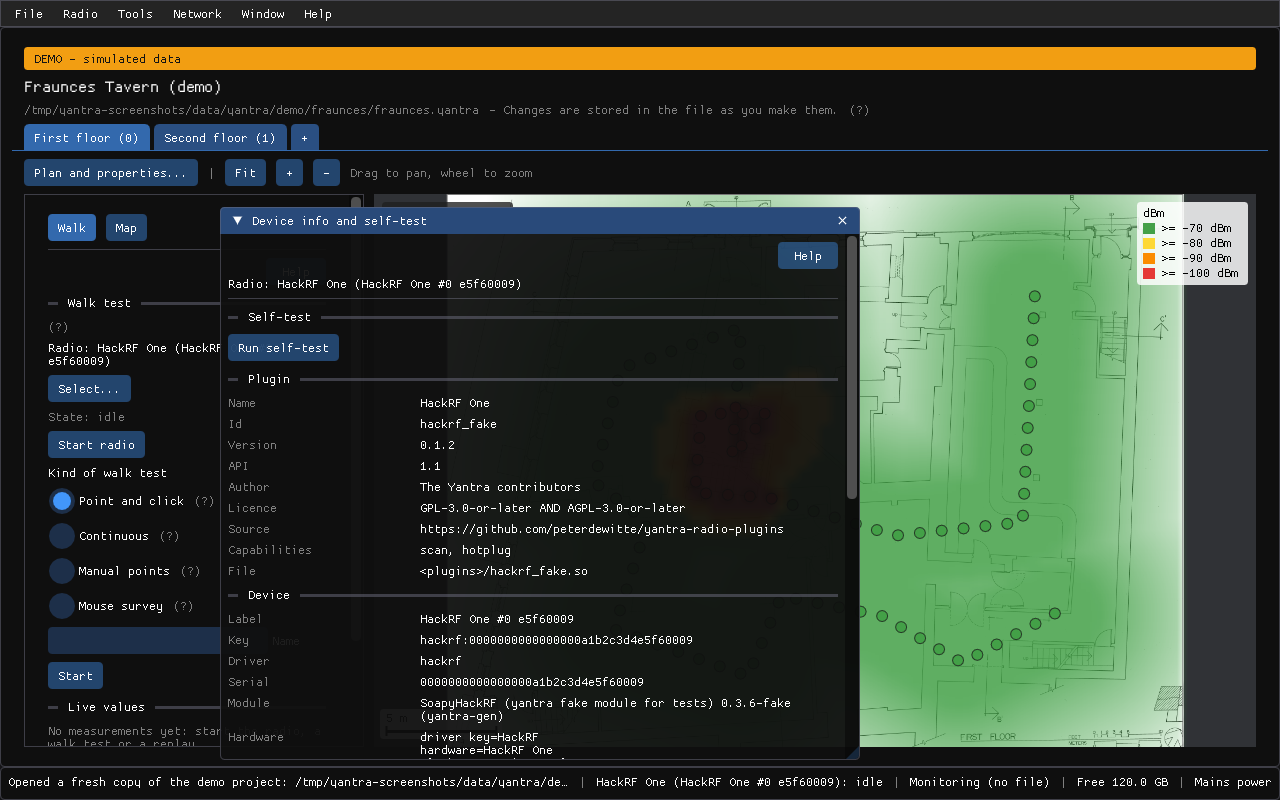 File Radio Tools Network Window Help
DEMO - simulated data
Fraunces Tavern (demo)
/tmp/yantra-screenshots/data/yantra/demo/fraunces/fraunces.yantra - Changes are stored in the file as you make them. (?)
First floor (0) Second floor (1) +
Plan and properties... | Fit + - Drag to pan, wheel to zoom
Walk Map
Walk test
(?)
Radio: HackRF One (HackRF
e5f60009)
Select...
State: idle
Start radio
Kind of walk test
Point and click (?)
Continuous (?)
Manual points (?)
Mouse survey (?)
Name
Start
Live values
No measurements yet: star
walk test or a replay
Device info and self-test
Help
Radio: HackRF One (HackRF One #0 e5f60009)
Self-test
Run self-test
Plugin
Name HackRF One
Id hackrf_fake
Version 0.1.2
API 1.1
Author The Yantra contributors
Licence GPL-3.0-or-later AND AGPL-3.0-or-later
Source https://github.com/peterdewitte/yantra-radio-plugins
Capabilities scan, hotplug
File <plugins>/hackrf_fake.so
Device
Label HackRF One #0 e5f60009
Key hackrf:0000000000000000a1b2c3d4e5f60009
Driver hackrf
Serial 0000000000000000a1b2c3d4e5f60009
Module SoapyHackRF (yantra fake module for tests) 0.3.6-fake
(yantra-gen)
Hardware driver key=HackRF
hardware=HackRF One
dBm
>= -70 dBm
>= -80 dBm
>= -90 dBm
>= -100 dBm
5 m
FIRST FLOOR
Opened a fresh copy of the demo project: /tmp/yantra-screenshots/data/yantra/de… | HackRF One (HackRF One #0 e5f60009): idle | Monitoring (no file) | Free 120.0 GB | Mains power